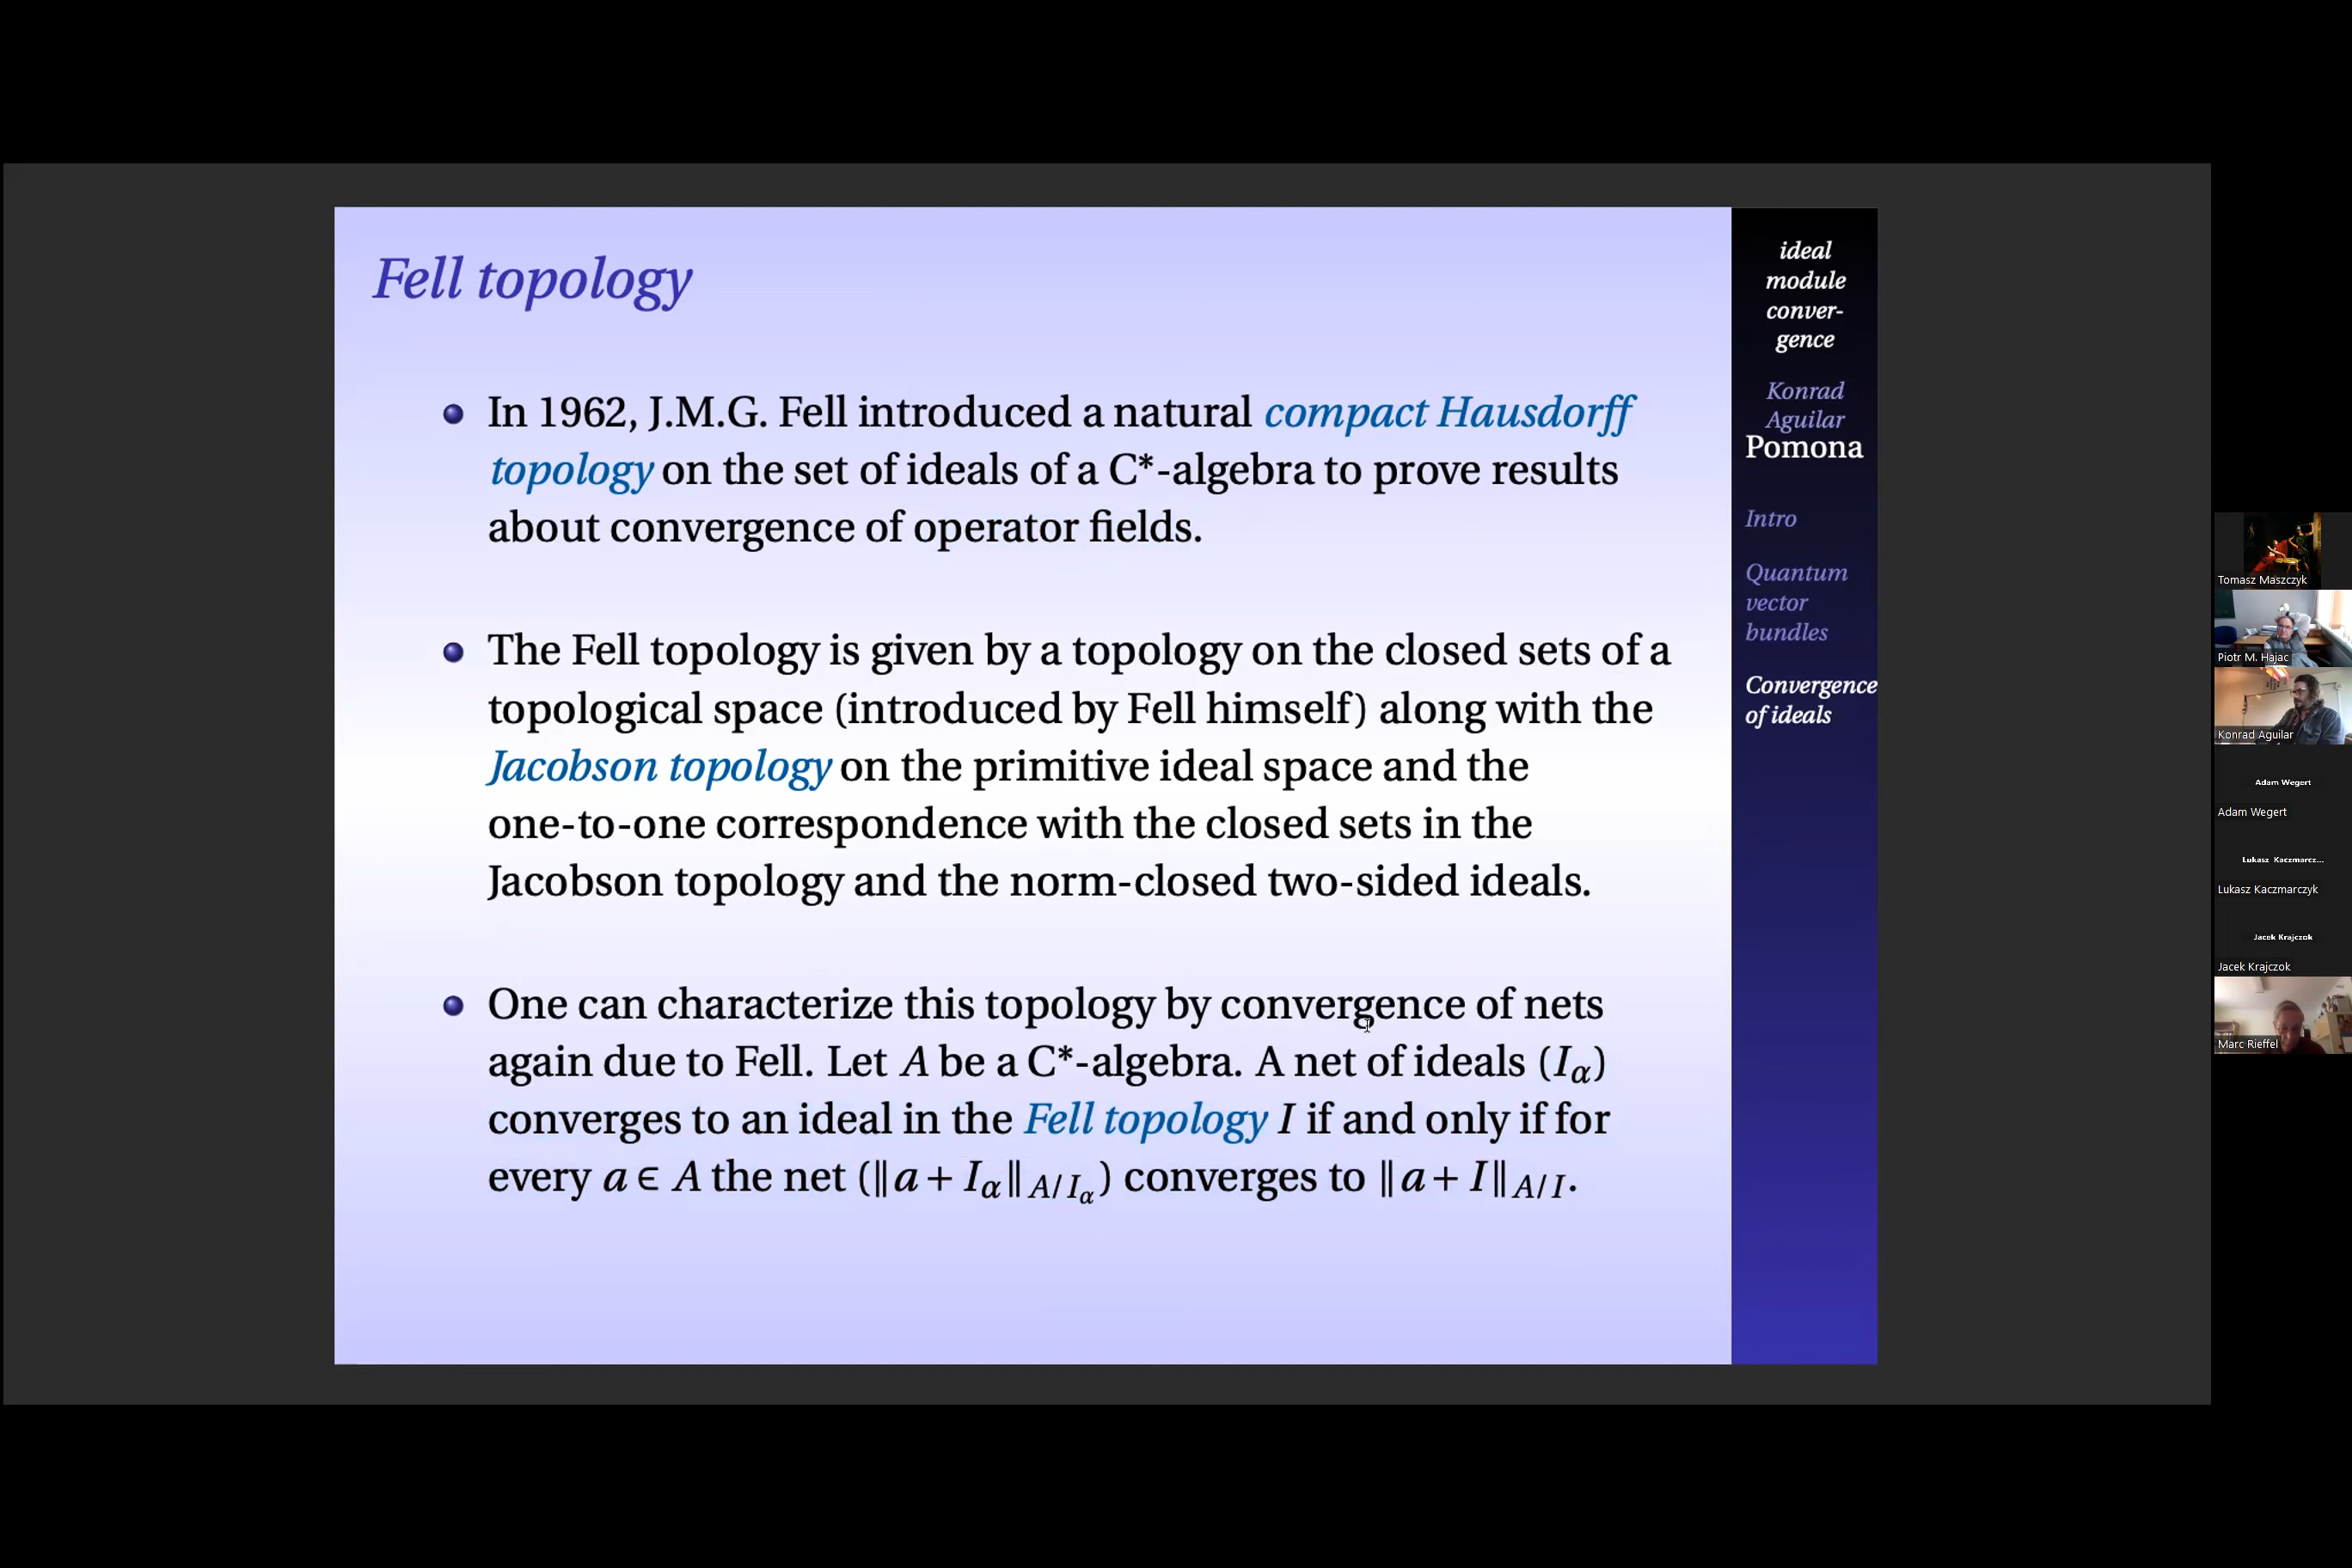 Fell topology
In 1962, J.M.G. Fell introduced a natural compact Hausdorff
topology on the set of ideals of a C*-algebra to prove results
about convergence of operator fields.
The Fell topology is given by a topology on the closed sets of a
topological space (introduced by Fell himself) along with the
Jacobson topology on the primitive ideal space and the
one-to-one correspondence with the closed sets in the
Jacobson topology and the norm-closed two-sided ideals.
One can characterize this topology by convergence of nets
again due to Fell. Let A be a C*-algebra. A net of ideals (I_α)
converges to an ideal in the Fell topology I if and only if for
every a ∈ A the net (‖a + I_α‖_{A/I_α}) converges to ‖a + I‖_{A/I}.
ideal
module
conver-
gence
Konrad
Aguilar
Pomona
Intro
Quantum
vector
bundles
Convergence
of ideals
Tomasz Maszczyk
Piotr M. Hajac
Konrad Aguilar
Adam Wegert
Adam Wegert
Lukasz Kaczmarcz...
Lukasz Kaczmarczyk
Jacek Krajczok
Jacek Krajczok
Marc Rieffel